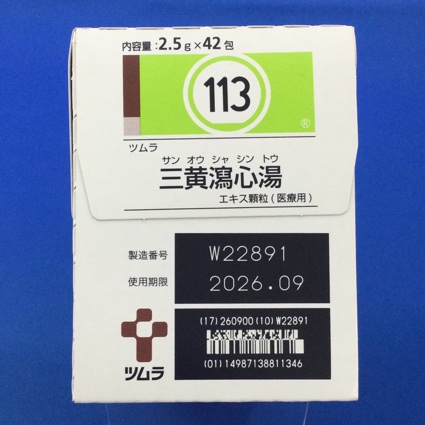 内容量:2.5g×42包
113
®
ツムラ
サン オウ シャ シン トウ
三黄瀉心湯
エキス顆粒(医療用)
製造番号 W22891
使用期限 2026.09
(17)260900(10)W22891
(01)14987138811346
ツムラ